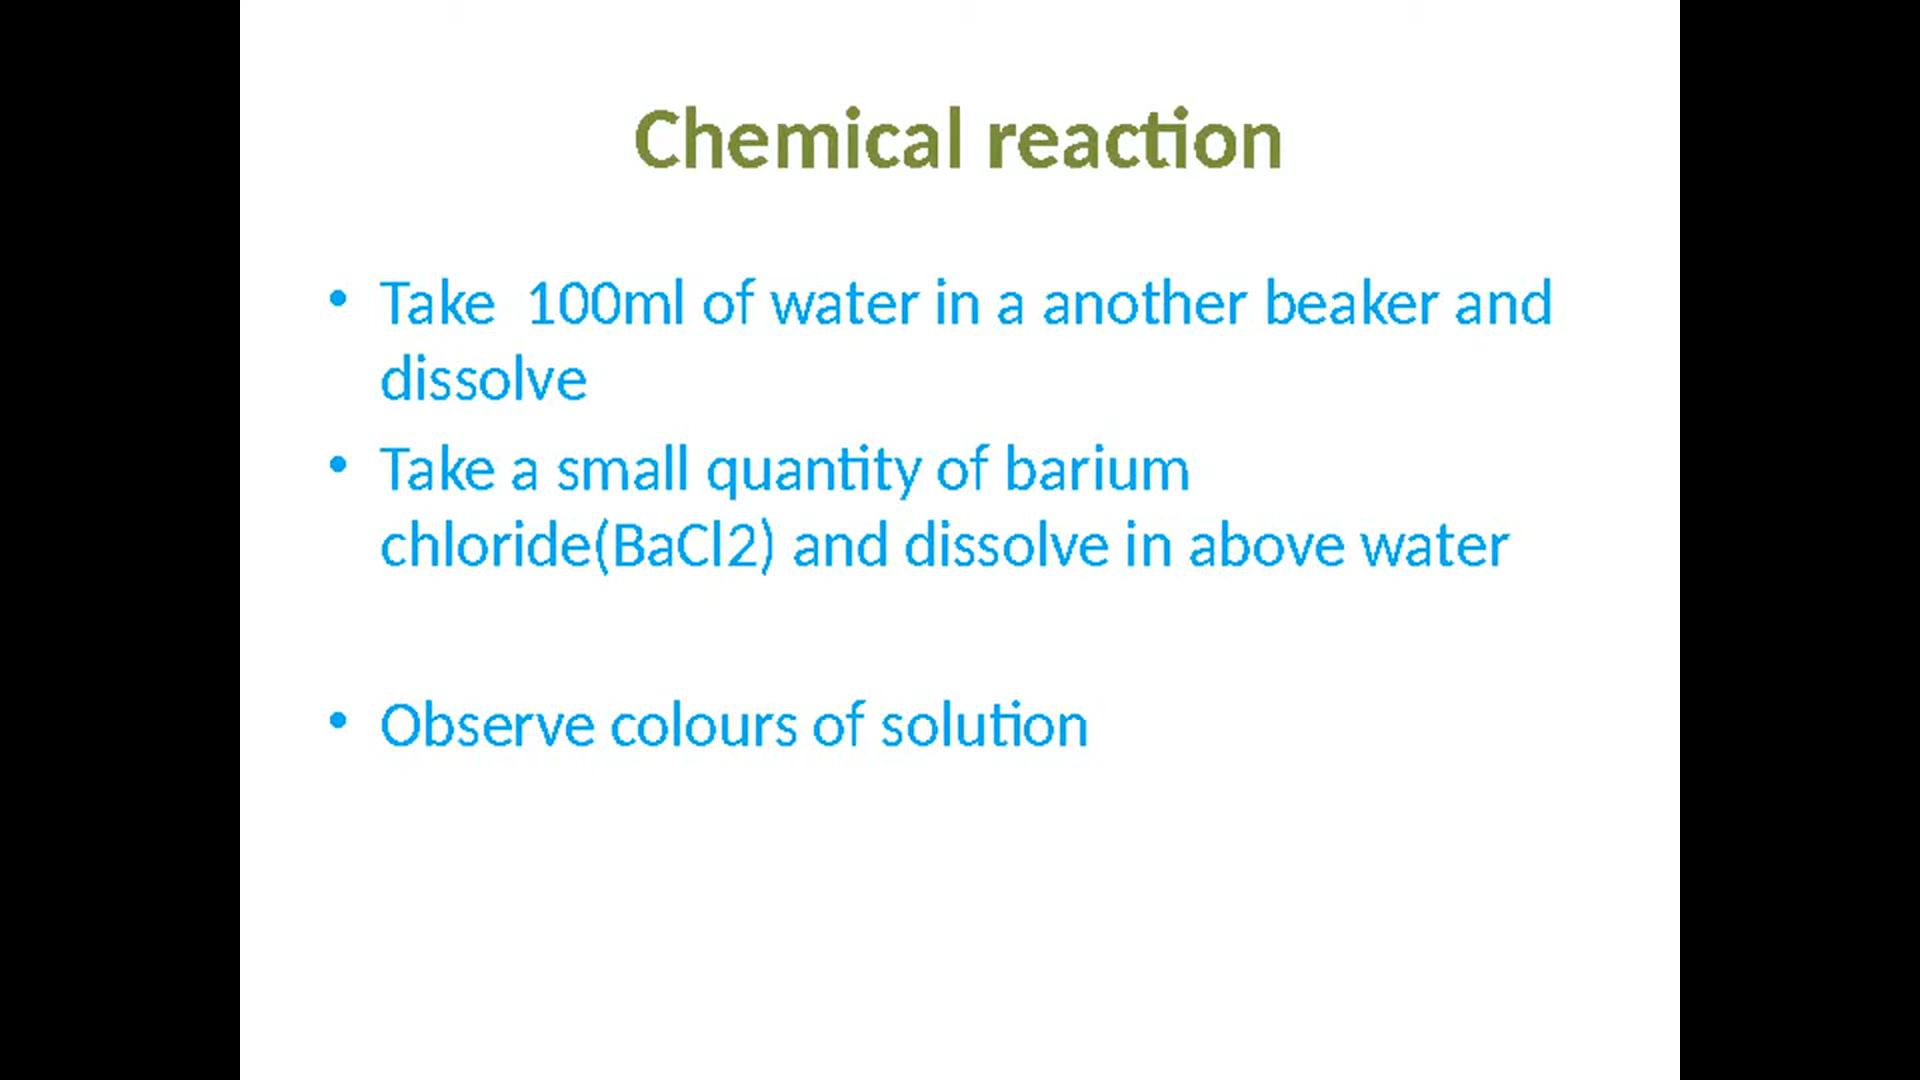 Chemical reaction
• Take  100ml of water in a another beaker and
dissolve
• Take a small quantity of barium
chloride(BaCl2) and dissolve in above water
• Observe colours of solution